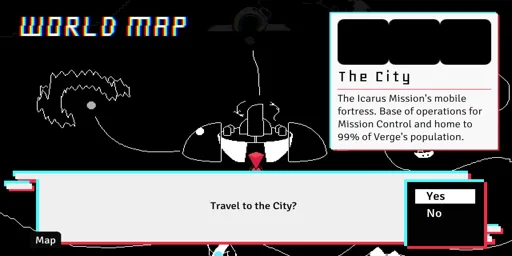 WORLD MAP
The City
The Icarus Mission's mobile
fortress. Base of operations for
Mission Control and home to
99% of Verge's population.
Travel to the City?
Yes
No
Map